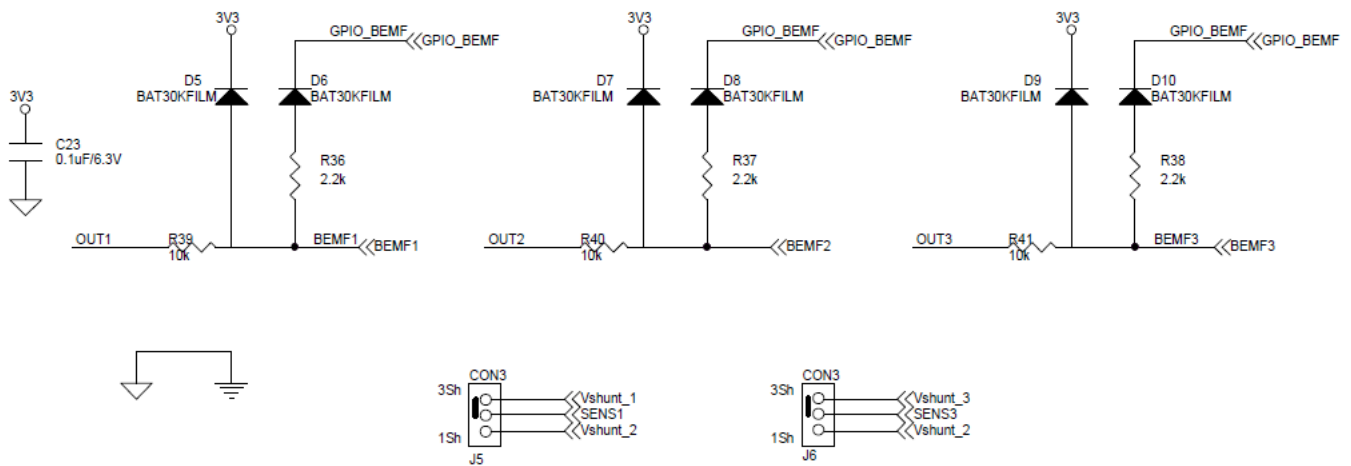 3V3
GPIO_BEMF GPIO_BEMF
D5
BAT30KFILM
D6
BAT30KFILM
3V3
C23
0.1uF/6.3V
R36
2.2k
OUT1
R39
10k
BEMF1 BEMF1
3V3
GPIO_BEMF GPIO_BEMF
D7
BAT30KFILM
D8
BAT30KFILM
R37
2.2k
OUT2
R40
10k
BEMF2
3V3
GPIO_BEMF GPIO_BEMF
D9
BAT30KFILM
D10
BAT30KFILM
R38
2.2k
OUT3
R41
10k
BEMF3 BEMF3
CON3
3Sh
Vshunt_1
SENS1
1Sh
Vshunt_2
J5
CON3
3Sh
Vshunt_3
SENS3
1Sh
Vshunt_2
J6